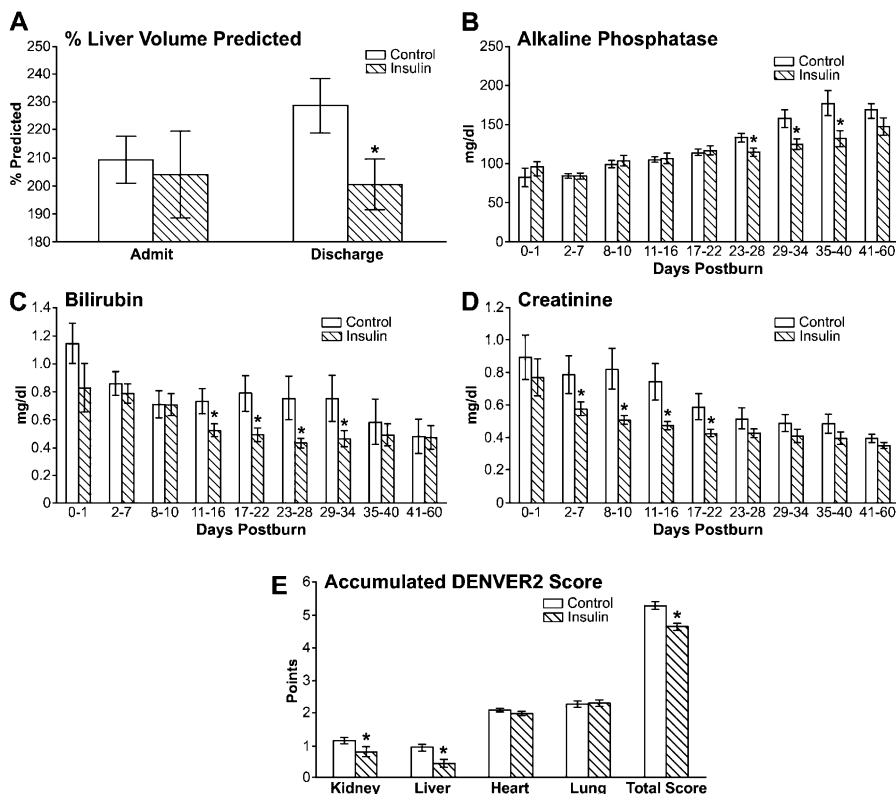 A
% Liver Volume Predicted
Control
Insulin
250
240
230
220
210
200
190
180
% Predicted
*
Admit
Discharge
B
Alkaline Phosphatase
Control
Insulin
250
200
150
100
50
0
mg/dl
* * *
0-1 2-7 8-10 11-16 17-22 23-28 29-34 35-40 41-60
Days Postburn
C
Bilirubin
Control
Insulin
1.4
1.2
1.0
0.8
0.6
0.4
0.2
0
mg/dl
* * * *
0-1 2-7 8-10 11-16 17-22 23-28 29-34 35-40 41-60
Days Postburn
D
Creatinine
Control
Insulin
1.2
1.0
0.8
0.6
0.4
0.2
0
mg/dl
* * * *
0-1 2-7 8-10 11-16 17-22 23-28 29-34 35-40 41-60
Days Postburn
E
Accumulated DENVER2 Score
Control
Insulin
6
5
4
3
2
1
0
Points
* * *
Kidney Liver Heart Lung Total Score